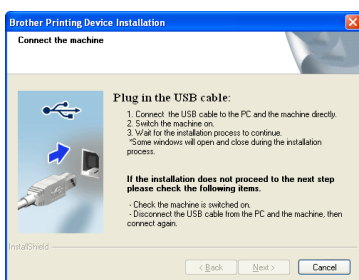 Brother Printing Device Installation
Connect the machine
Plug in the USB cable:
1. Connect the USB cable to the PC and the machine directly.
2. Switch the machine on.
3. Wait for the installation process to continue.
*Some windows will open and close during the installation
process.
If the installation does not proceed to the next step
please check the following items.
- Check the machine is switched on.
- Disconnect the USB cable from the PC and the machine, then
connect again.
InstallShield
< Back
Next >
Cancel